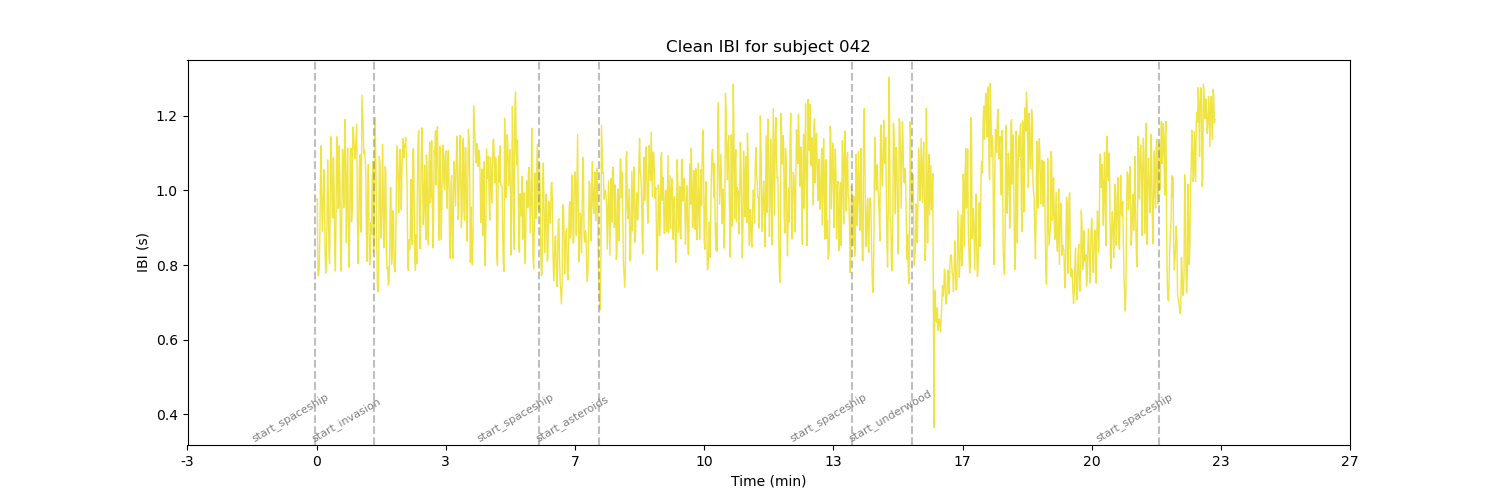 Clean IBI for subject 042
IBI (s)
1.2
1.0
0.8
0.6
0.4
start_spaceship
start_invasion
start_spaceship
start_asteroids
start_spaceship
start_underwood
start_spaceship
-3
0
3
7
10
13
17
20
23
27
Time (min)